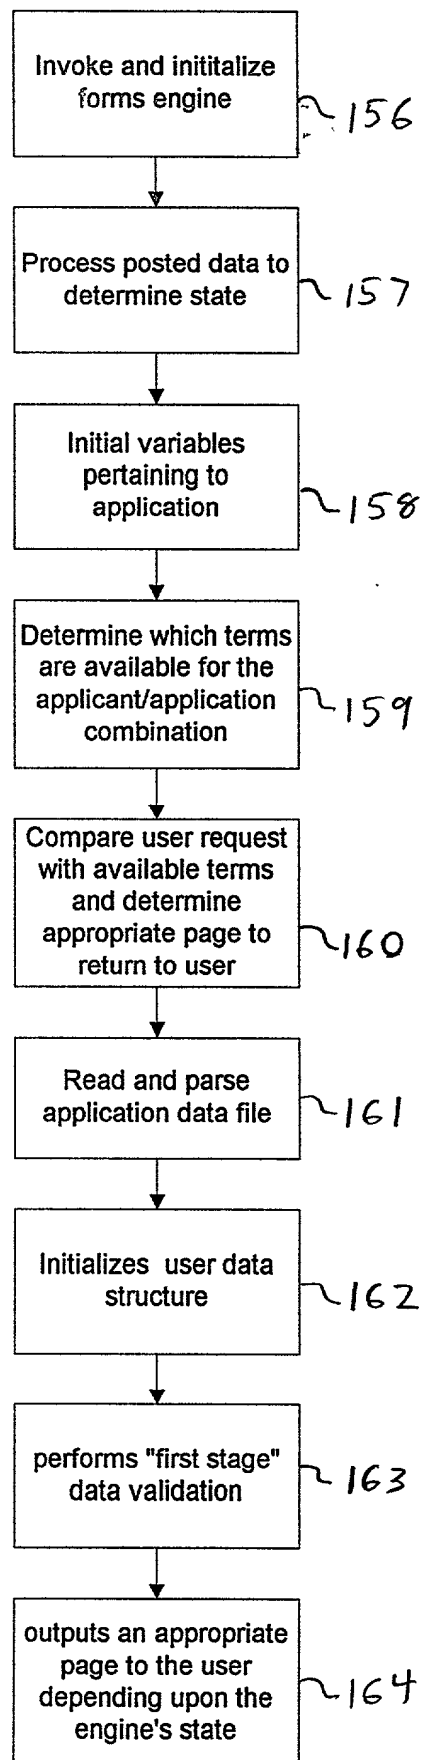 Invoke and inititalize
forms engine
156
Process posted data to
determine state
157
Initial variables
pertaining to
application
158
Determine which terms
are available for the
applicant/application
combination
159
Compare user request
with available terms
and determine
appropriate page to
return to user
160
Read and parse
application data file
161
Initializes user data
structure
162
performs "first stage"
data validation
163
outputs an appropriate
page to the user
depending upon the
engine's state
164